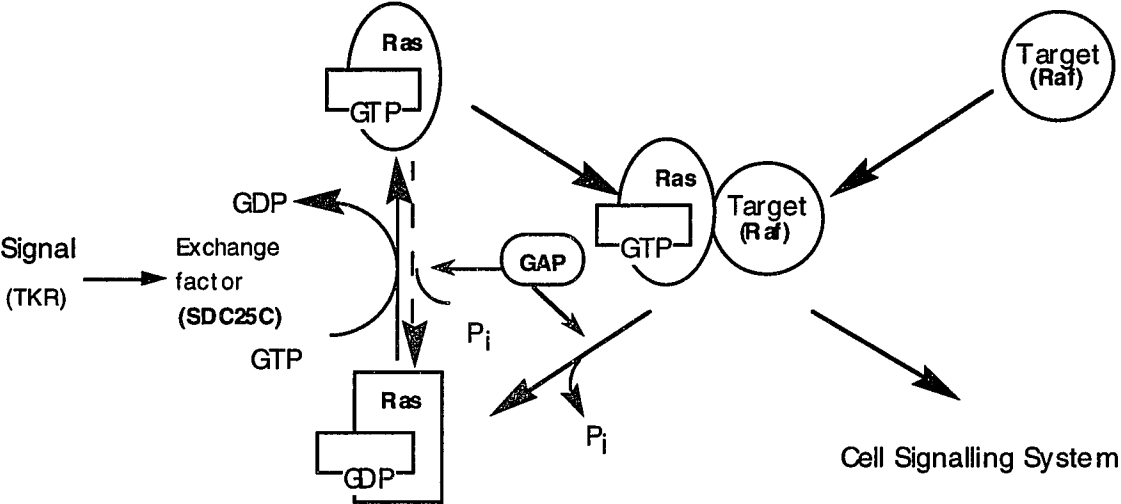 Ras
GTP
Target
(Raf)
Ras
GTP
Target
(Raf)
GDP
Signal
(TKR)
Exchange
factor
(SDC25C)
GTP
GAP
Pi
Ras
GDP
Pi
Cell Signalling System